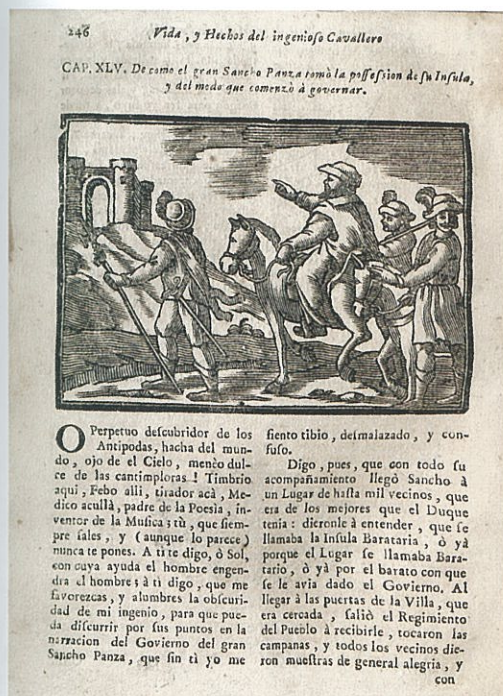 246 Vida, y Hechos del ingenioſo Cavallero
CAP. XLV. De como el gran Sancho Panza tomò la poſſeſsion de ſu Inſula,
y del modo que comenzò à governar.
O Perpetuo deſcubridor de los
Antipodas, hacha del mun-
do, ojo de el Cielo, menèo dul-
ce de las cantimploras! Timbrio
aqui, Febo alli, tirador acà, Me-
dico acullà, padre de la Poesìa, in-
ventor de la Muſica; tù, que ſiem-
pre ſales, y (aunque lo parece)
nunca te pones. A ti te digo, ò Sol,
con cuya ayuda el hombre engen-
dra el hombre; à ti digo, que me
favorezcas, y alumbres la obſcuri-
dad de mi ingenio, para que pue-
da diſcurrir por ſus puntos en la
narracion del Govierno del gran
Sancho Panza, que ſin tì yo me
ſiento tibio, deſmalazado, y con-
fuſo.
Digo, pues, que con todo ſu
acompañamiento llegò Sancho à
un Lugar de haſta mil vecinos, que
era de los mejores que el Duque
tenia: dieronle à entender, que ſe
llamaba la Inſula Barataria, ò yà
porque el Lugar ſe llamaba Bara-
tario, ò yà por el barato con que
ſe le avia dado el Govierno. Al
llegar à las puertas de la Villa, que
era cercada, ſaliò el Regimiento
del Pueblo à recibirle, tocaron las
campanas, y todos los vecinos die-
ron mueſtras de general alegria, y
con